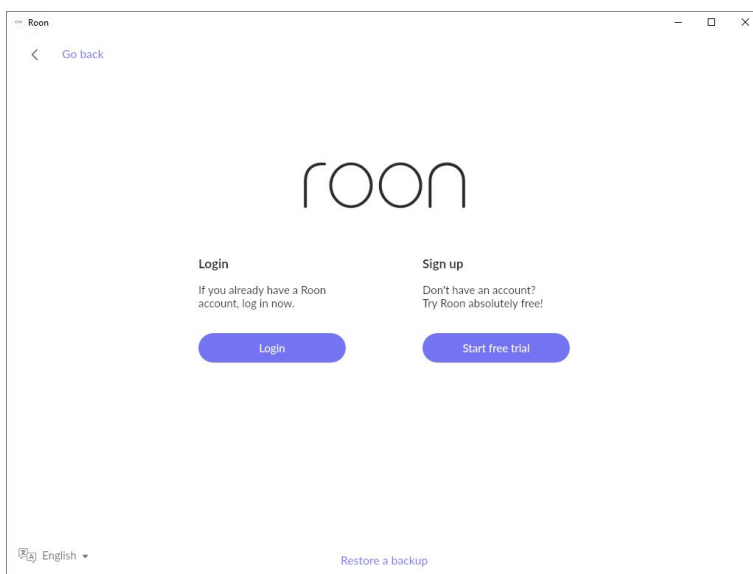 Roon
Go back
roon
Login
If you already have a Roon
account, log in now.
Login
Sign up
Don't have an account?
Try Roon absolutely free!
Start free trial
English
Restore a backup